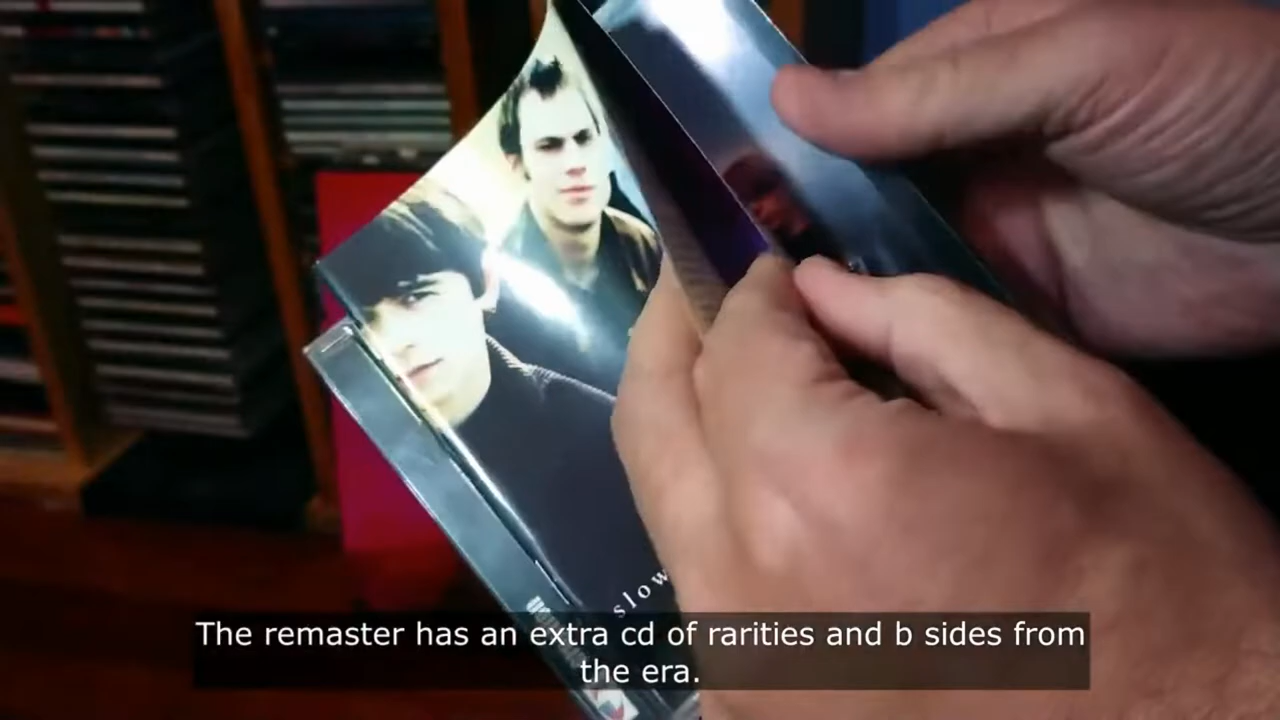 slow
The remaster has an extra cd of rarities and b sides from
the era.